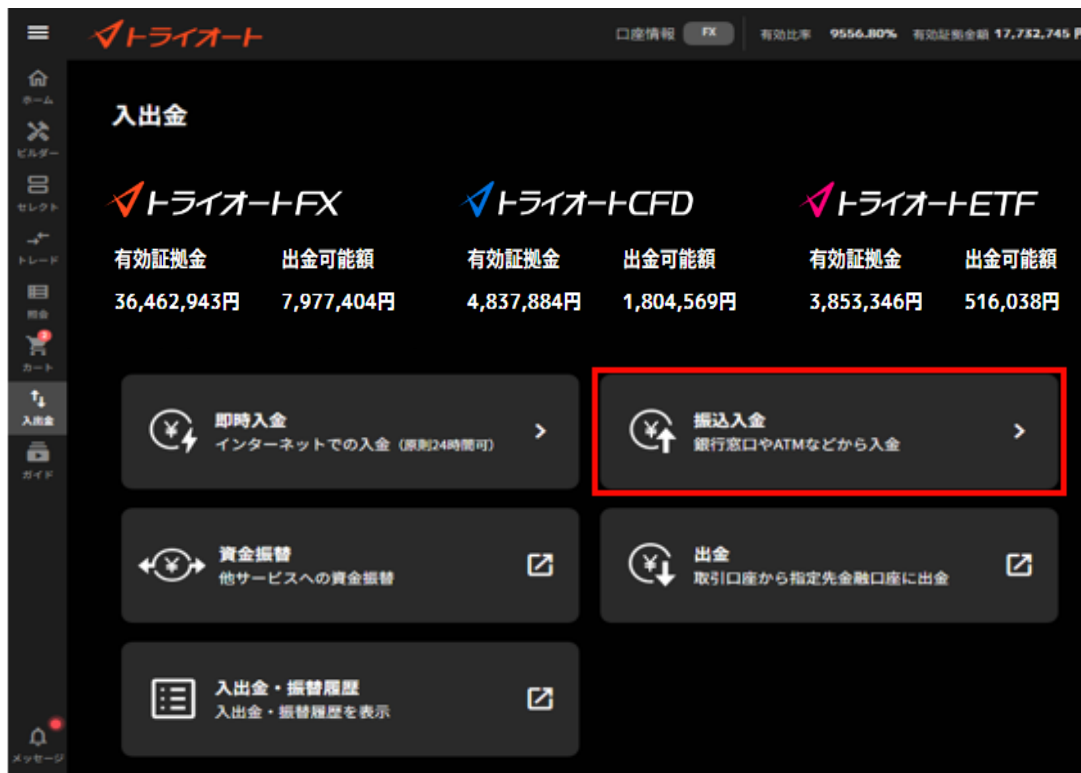 トライオート
口座情報 FX 有効比率 9556.80% 有効証拠金額 17,732,745 円
ホーム
ビルダー
セレクト
トレード
照会
カート
入出金
ガイド
メッセージ
入出金
トライオートFX トライオートCFD トライオートETF
有効証拠金 出金可能額 有効証拠金 出金可能額 有効証拠金 出金可能額
36,462,943円 7,977,404円 4,837,884円 1,804,569円 3,853,346円 516,038円
即時入金
インターネットでの入金（原則24時間可）
振込入金
銀行窓口やATMなどから入金
資金振替
他サービスへの資金振替
出金
取引口座から指定先金融口座に出金
入出金・振替履歴
入出金・振替履歴を表示